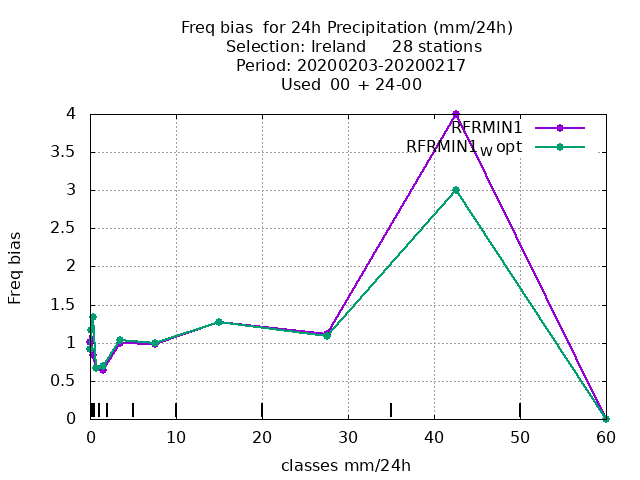 Freq bias  for 24h Precipitation (mm/24h)
Selection: Ireland     28 stations
Period: 20200203-20200217
Used  00 + 24-00
RFRMIN1
RFRMIN1w opt
4
3.5
3
2.5
2
1.5
1
0.5
0
Freq bias
0 10 20 30 40 50 60
classes mm/24h